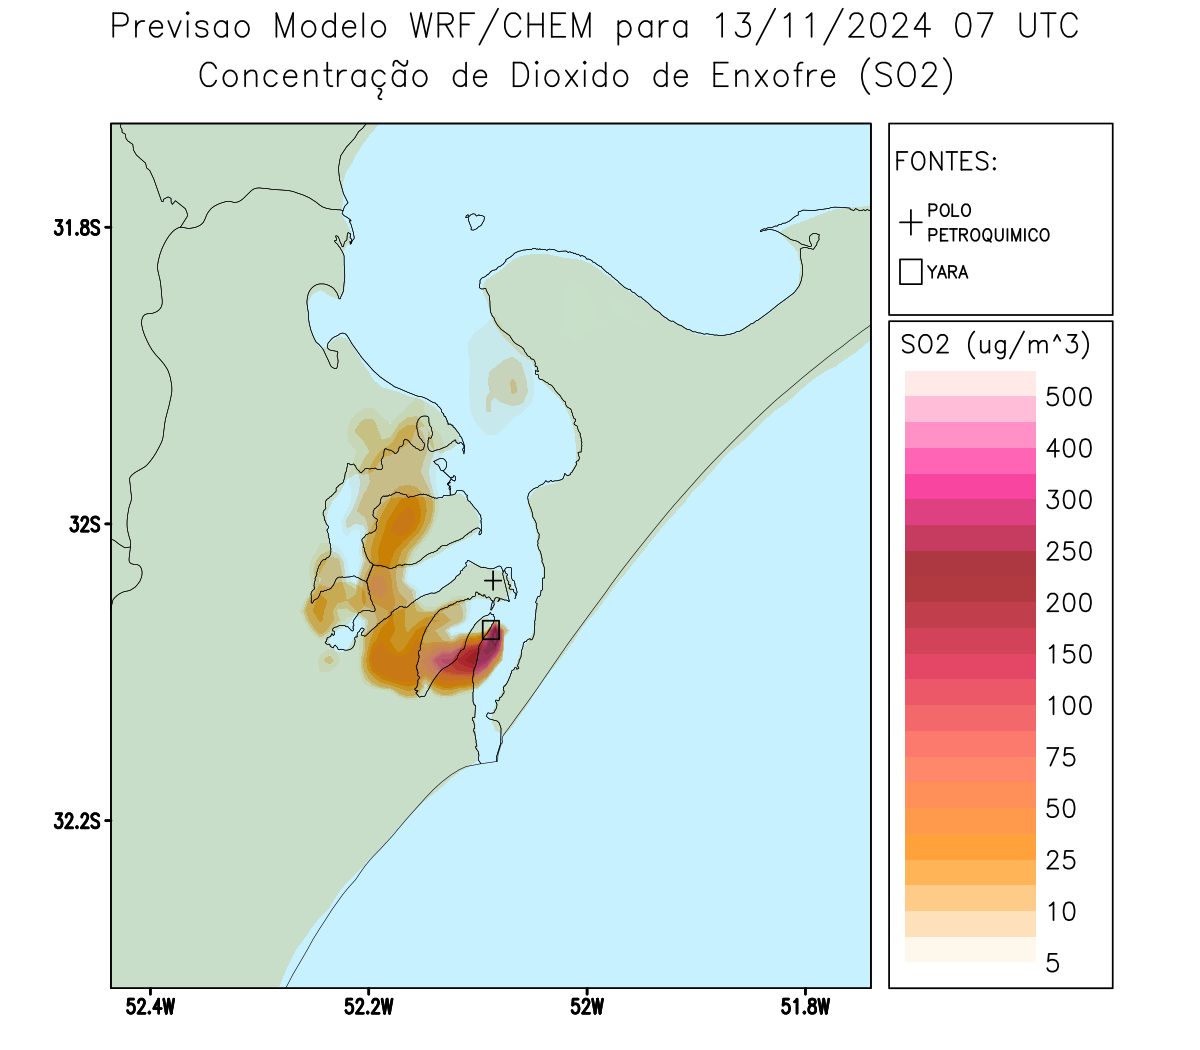 Previsao Modelo WRF/CHEM para 13/11/2024 07 UTC
Concentração de Dioxido de Enxofre (SO2)
FONTES:
POLO
PETROQUIMICO
YARA
SO2 (ug/m^3)
500
400
300
250
200
150
100
75
50
25
10
5
31.8S
32S
32.2S
52.4W
52.2W
52W
51.8W